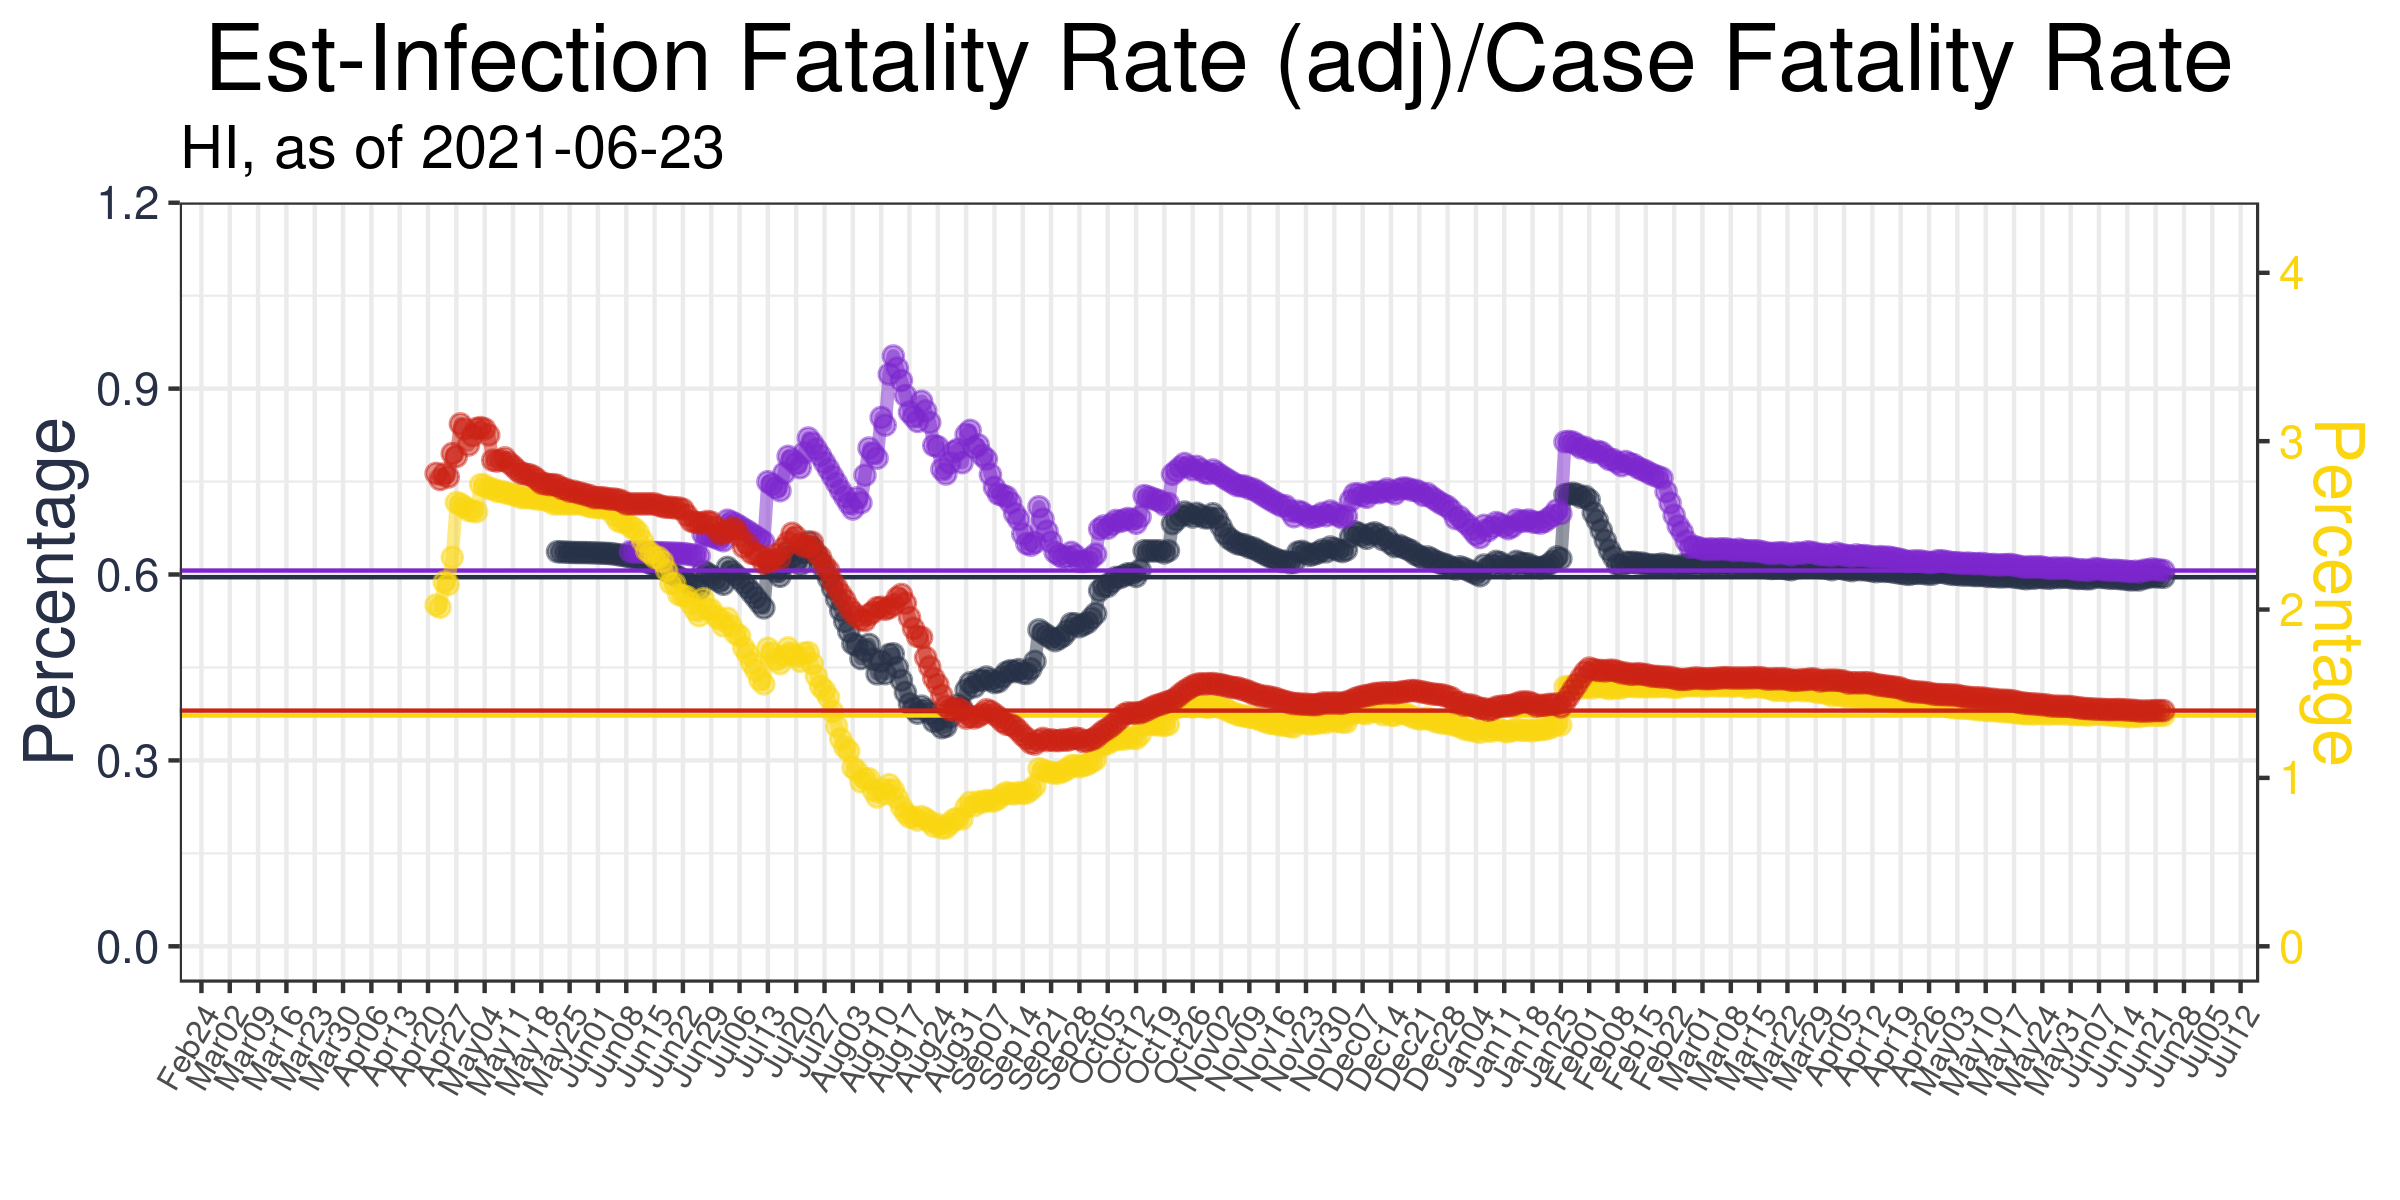 Est-Infection Fatality Rate (adj)/Case Fatality Rate
HI, as of 2021-06-23
1.2
0.9
0.6
0.3
0.0
Percentage
4
3
2
1
0
Percentage
Feb24
Mar02
Mar09
Mar16
Mar23
Mar30
Apr06
Apr13
Apr20
Apr27
May04
May11
May18
May25
Jun01
Jun08
Jun15
Jun22
Jun29
Jul06
Jul13
Jul20
Jul27
Aug03
Aug10
Aug17
Aug24
Aug31
Sep07
Sep14
Sep21
Sep28
Oct05
Oct12
Oct19
Oct26
Nov02
Nov09
Nov16
Nov23
Nov30
Dec07
Dec14
Dec21
Dec28
Jan04
Jan11
Jan18
Jan25
Feb01
Feb08
Feb15
Feb22
Mar01
Mar08
Mar15
Mar22
Mar29
Apr05
Apr12
Apr19
Apr26
May03
May10
May17
May24
May31
Jun07
Jun14
Jun21
Jun28
Jul05
Jul12